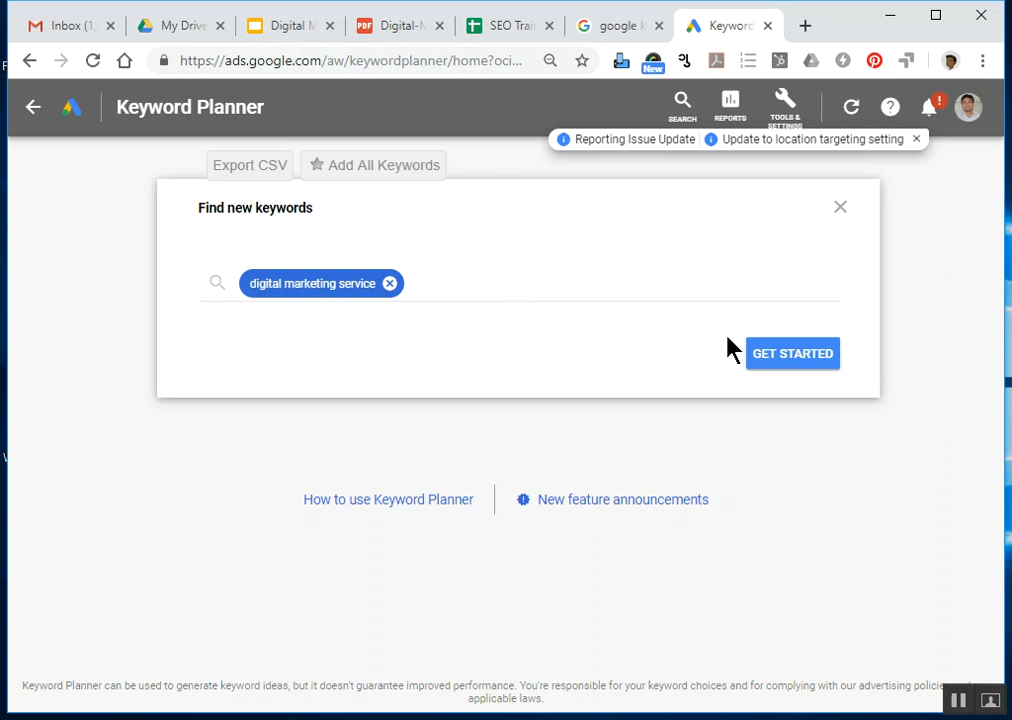 Inbox (1,
My Drive
Digital M
Digital-M
SEO Trai
google k
Keyword
https://ads.google.com/aw/keywordplanner/home?oci...
New
Keyword Planner
SEARCH
REPORTS
TOOLS &
SETTINGS
!
Reporting Issue Update
Update to location targeting setting
Export CSV
Add All Keywords
Find new keywords
digital marketing service
GET STARTED
How to use Keyword Planner
New feature announcements
Keyword Planner can be used to generate keyword ideas, but it doesn't guarantee improved performance. You're responsible for your keyword choices and for complying with our advertising policie
applicable laws.